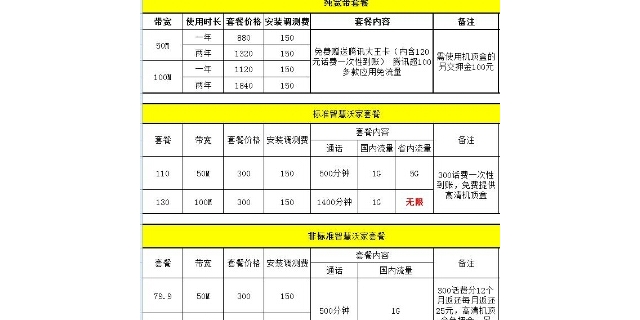 纯宽带套餐
带宽 使用时长 套餐价格 安装调测费 套餐内容 备注
50M 一年 880 150
两年 1320 150
100M 一年 1120 150
两年 1840 150
免费赠送腾讯大王卡(内含120
元话费一次性到账) 腾讯超100
多款应用免流量
需使用机顶盒的
另交押金100元
标准智慧沃家套餐
套餐 带宽 套餐价格 安装调测费 套餐内容 备注
通话 国内流量 省内流量
110 50M 300 150 500分钟 1G 5G
130 100M 300 150 1400分钟 1G 无限
300话费一次性
到账,免费提供
高清机顶盒
非标准智慧沃家套餐
套餐 带宽 套餐价格 安装调测费 套餐内容 备注
通话 国内流量
79.9 50M 300 150
500分钟 1G
300话费分12个
月返还每月返还
25元,高清机顶